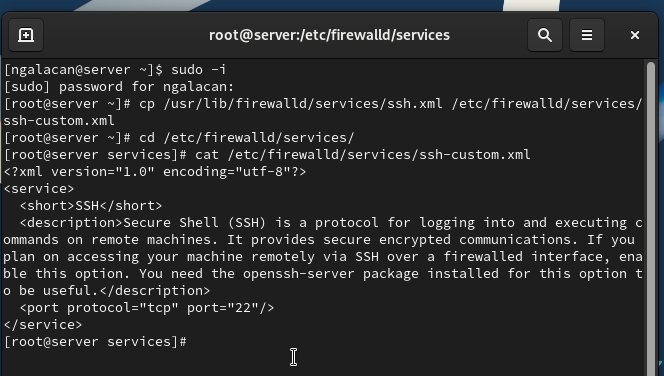 root@server:/etc/firewalld/services
[ngalacan@server ~]$ sudo -i
[sudo] password for ngalacan:
[root@server ~]# cp /usr/lib/firewalld/services/ssh.xml /etc/firewalld/services/
ssh-custom.xml
[root@server ~]# cd /etc/firewalld/services/
[root@server services]# cat /etc/firewalld/services/ssh-custom.xml
<?xml version="1.0" encoding="utf-8"?>
<service>
  <short>SSH</short>
  <description>Secure Shell (SSH) is a protocol for logging into and executing c
ommands on remote machines. It provides secure encrypted communications. If you
plan on accessing your machine remotely via SSH over a firewalled interface, ena
ble this option. You need the openssh-server package installed for this option t
o be useful.</description>
  <port protocol="tcp" port="22"/>
</service>
[root@server services]#